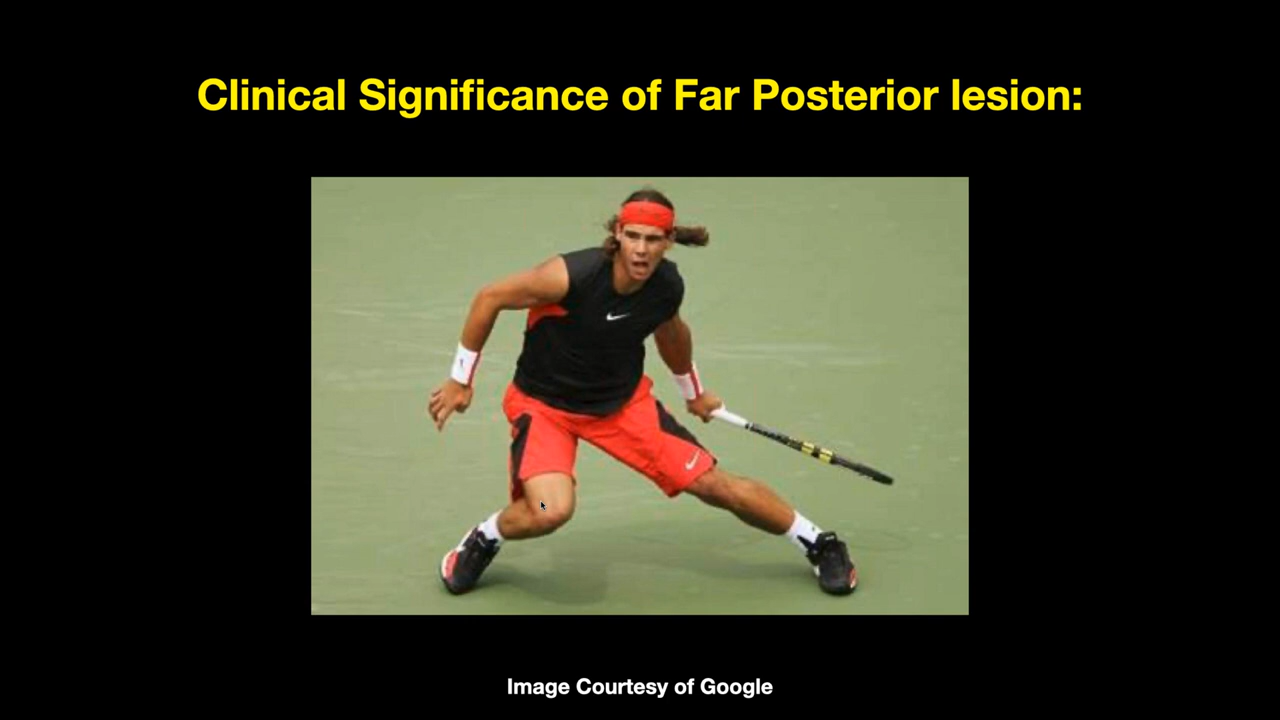 Clinical Significance of Far Posterior lesion:
Image Courtesy of Google